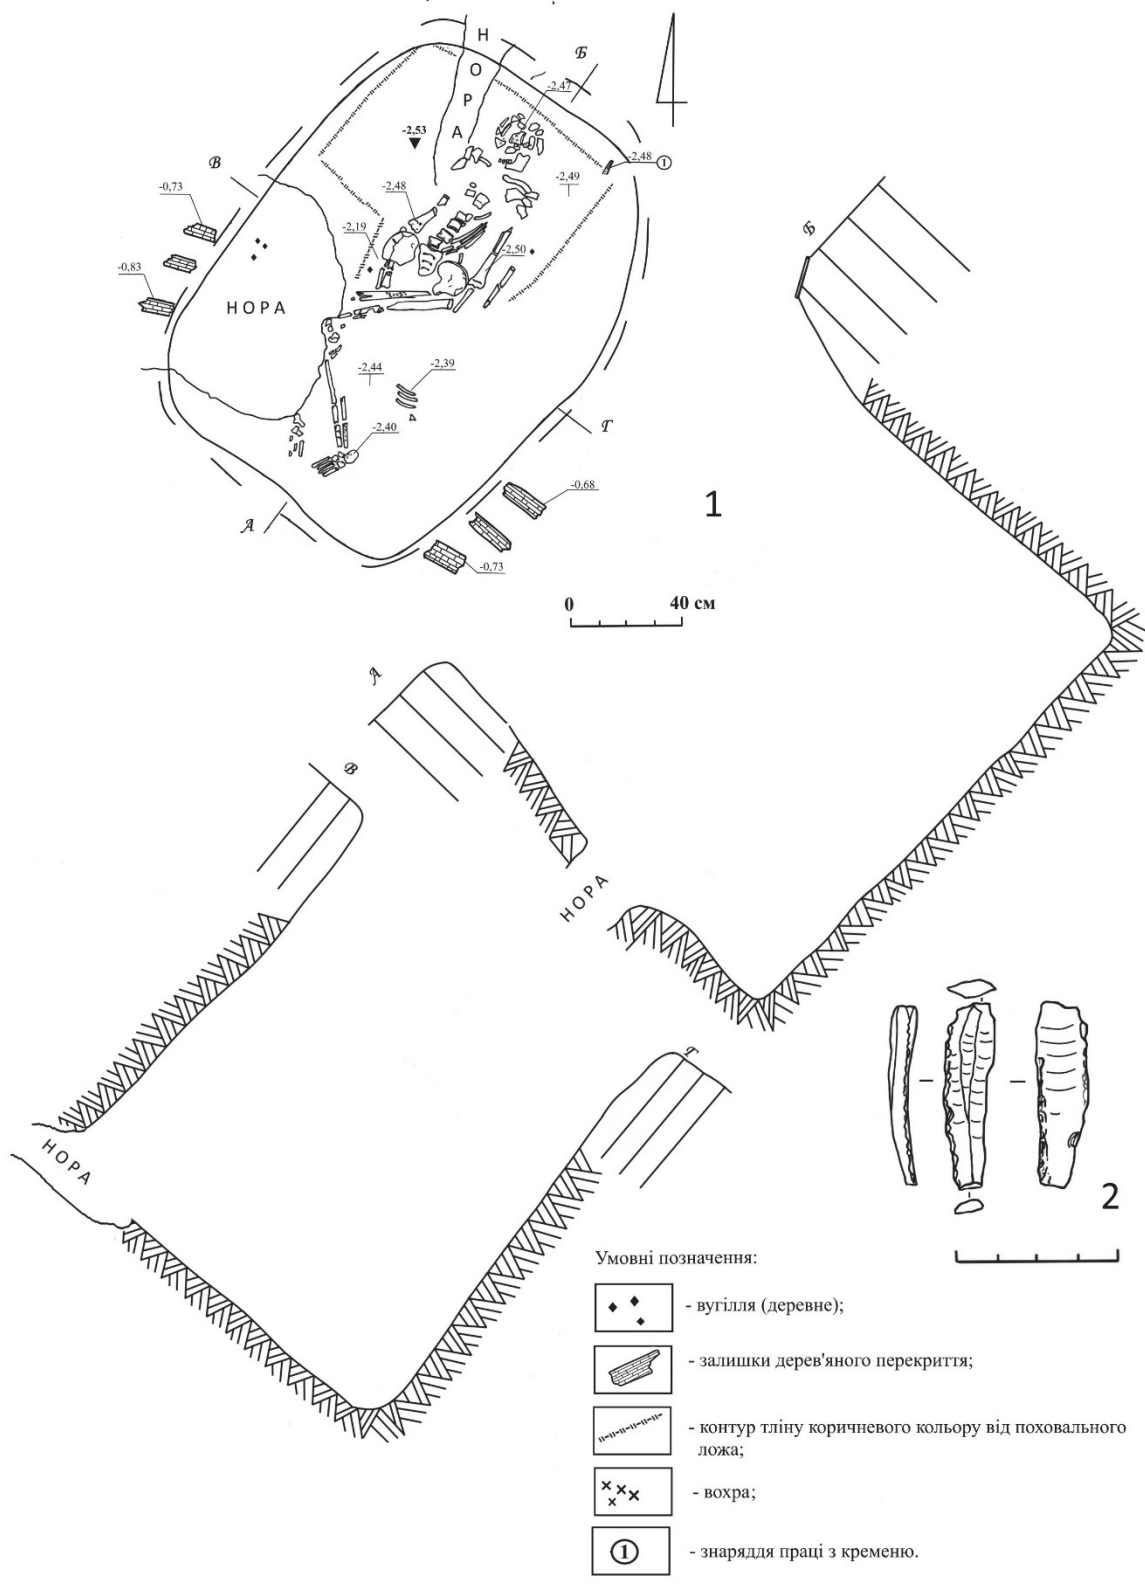 Н
О
Р
А
Б
-2,47
-2,53
-2,48 1
-2,49
В
-0,73
-2,48
-2,19
-2,50
-0,83
НОРА
-2,44
-2,39
-2,40
Г
-0,68
А
-0,73
1
0 40 см
Б
А
В
НОРА
Г
НОРА
2
Умовні позначення:
- вугілля (деревне);
- залишки дерев'яного перекриття;
- контур тліну коричневого кольору від поховального
ложа;
- вохра;
1 - знаряддя праці з кременю.